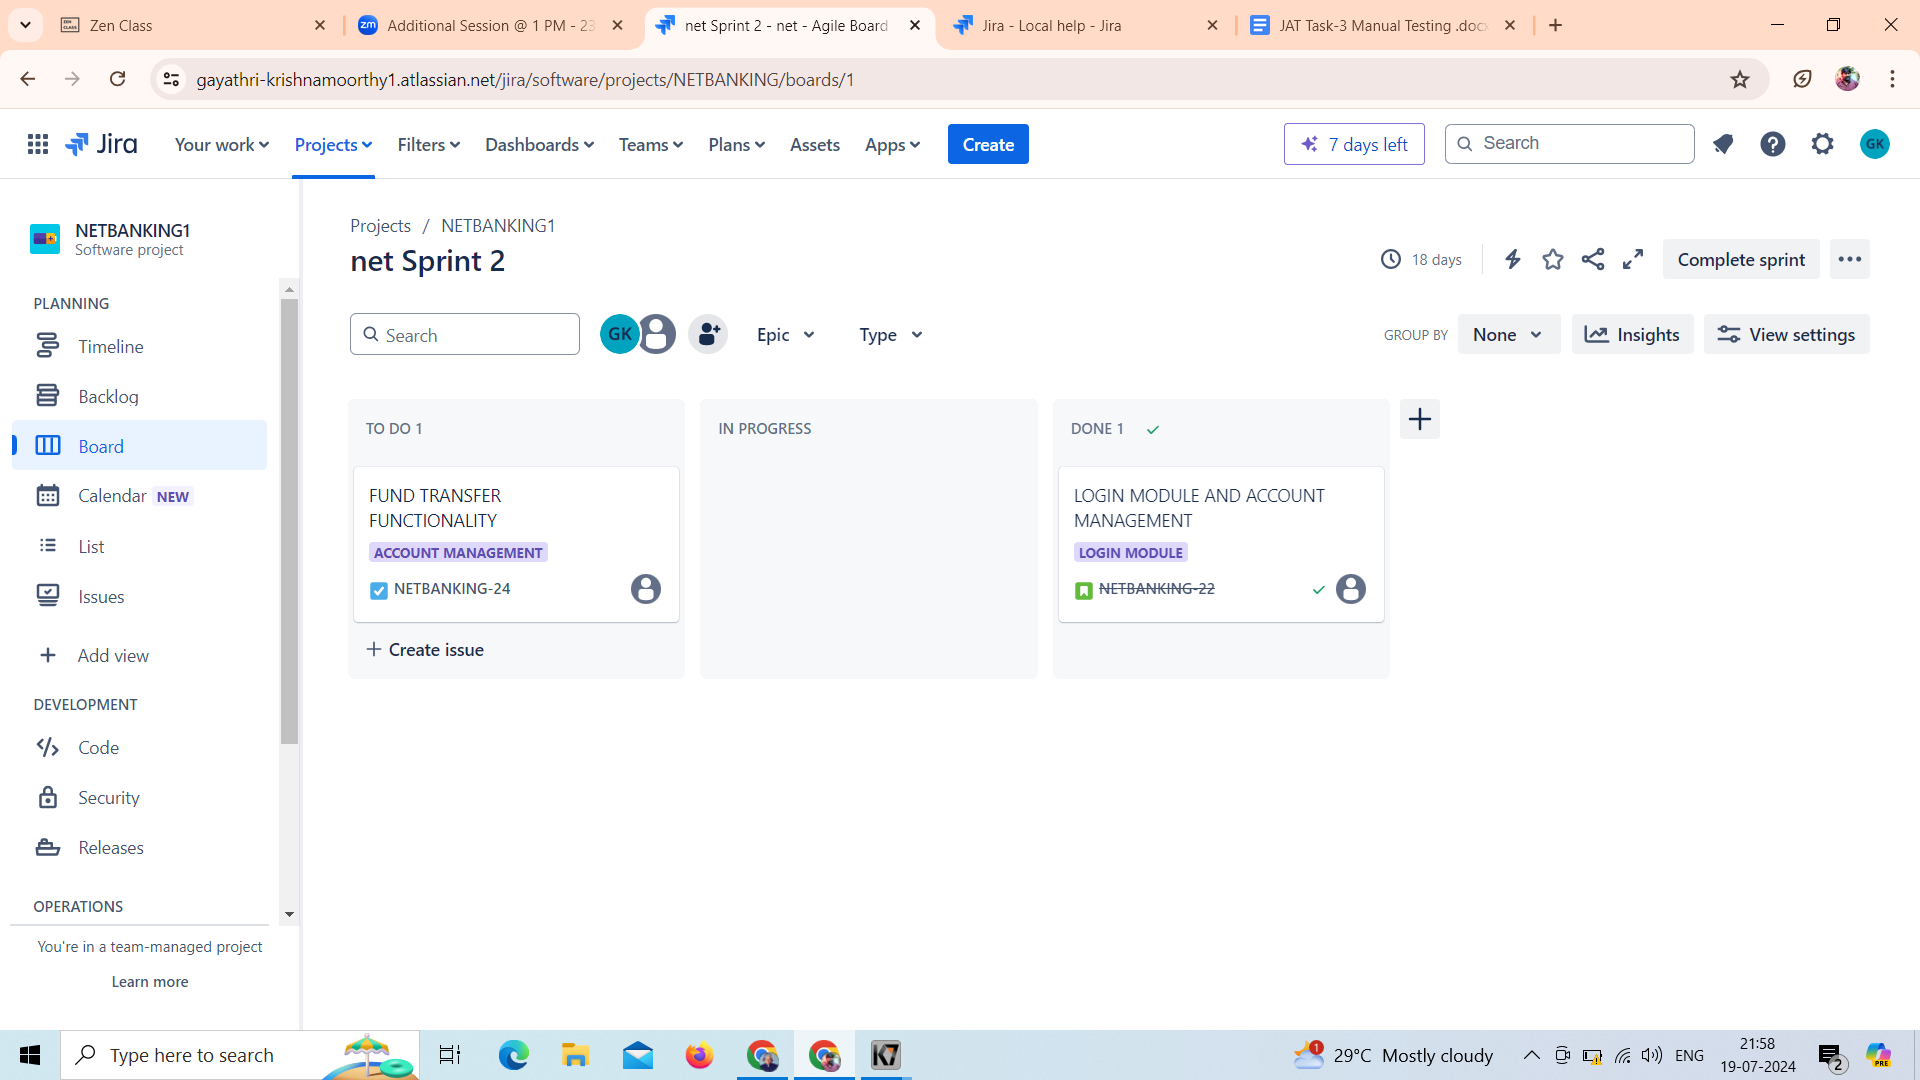 Zen Class
Additional Session @ 1 PM - 23
net Sprint 2 - net - Agile Board
Jira - Local help - Jira
JAT Task-3 Manual Testing .docx
gayathri-krishnamoorthy1.atlassian.net/jira/software/projects/NETBANKING/boards/1
Jira
Your work
Projects
Filters
Dashboards
Teams
Plans
Assets
Apps
Create
7 days left
Search
GK
NETBANKING1
Software project
PLANNING
Timeline
Backlog
Board
Calendar NEW
List
Issues
Add view
DEVELOPMENT
Code
Security
Releases
OPERATIONS
You're in a team-managed project
Learn more
Projects / NETBANKING1
net Sprint 2
18 days
Complete sprint
Search
GK
Epic
Type
GROUP BY
None
Insights
View settings
TO DO 1
FUND TRANSFER
FUNCTIONALITY
ACCOUNT MANAGEMENT
NETBANKING-24
Create issue
IN PROGRESS
DONE 1
LOGIN MODULE AND ACCOUNT
MANAGEMENT
LOGIN MODULE
NETBANKING-22
Type here to search
1
29°C Mostly cloudy
ENG
21:58
19-07-2024
2
PRE